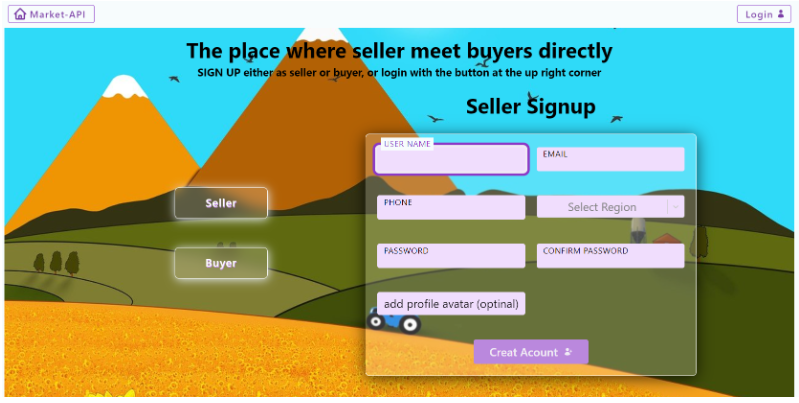 Market-API
Login
The place where seller meet buyers directly
SIGN UP either as seller or buyer, or login with the button at the up right corner
Seller Signup
USER NAME
EMAIL
Seller
PHONE
Select Region
Buyer
PASSWORD
CONFIRM PASSWORD
add profile avatar (optinal)
Creat Acount